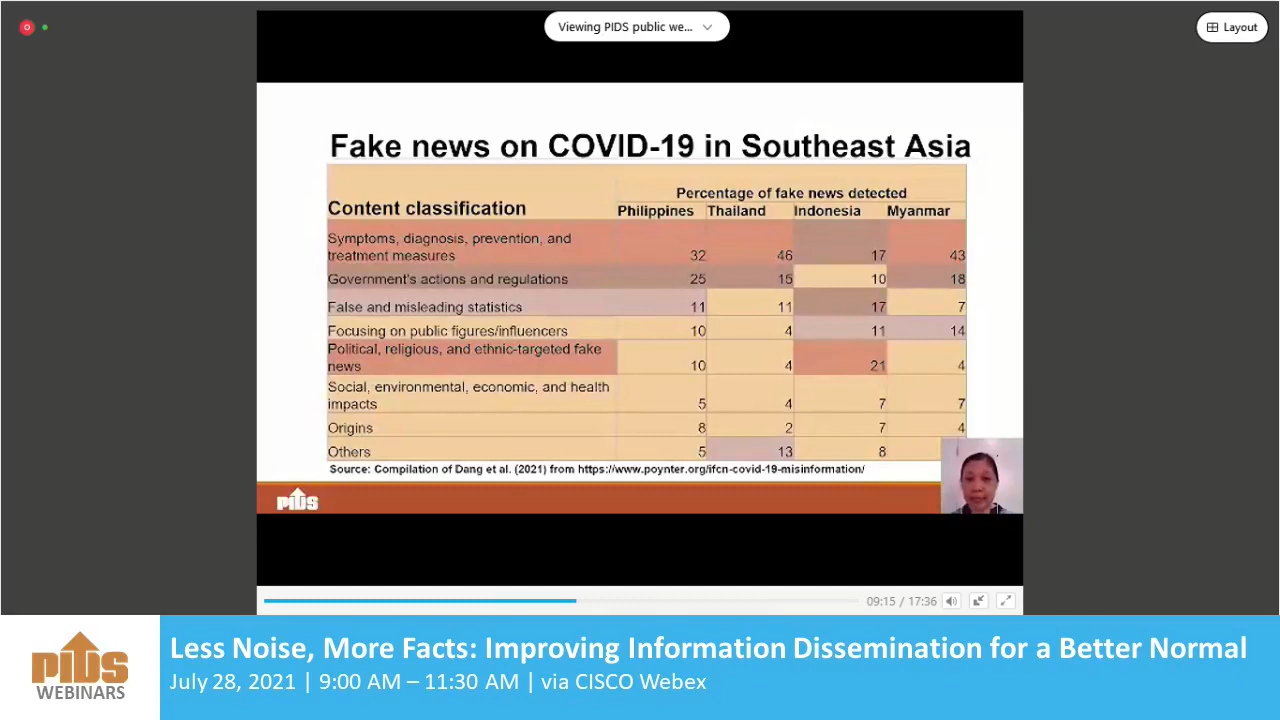 Viewing PIDS public we...
Layout
Fake news on COVID-19 in Southeast Asia
Percentage of fake news detected
Content classification Philippines Thailand Indonesia Myanmar
Symptoms, diagnosis, prevention, and
treatment measures 32 46 17 43
Government's actions and regulations 25 15 10 18
False and misleading statistics 11 11 17 7
Focusing on public figures/influencers 10 4 11 14
Political, religious, and ethnic-targeted fake
news 10 4 21 4
Social, environmental, economic, and health
impacts 5 4 7 7
Origins 8 2 7 4
Others 5 13 8
Source: Compilation of Dang et al. (2021) from https://www.poynter.org/ifcn-covid-19-misinformation/
PIDS
09:15 / 17:36
PIDS
WEBINARS
Less Noise, More Facts: Improving Information Dissemination for a Better Normal
July 28, 2021 | 9:00 AM – 11:30 AM | via CISCO Webex